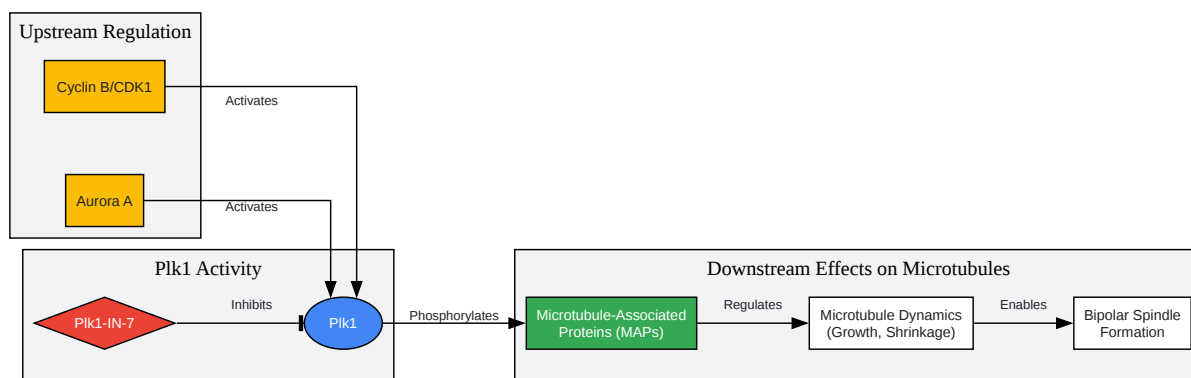 Upstream Regulation
Cyclin B/CDK1
Activates
Aurora A
Activates
Plk1 Activity
Plk1-IN-7
Inhibits
Plk1
Phosphorylates
Downstream Effects on Microtubules
Microtubule-Associated
Proteins (MAPs)
Regulates
Microtubule Dynamics
(Growth, Shrinkage)
Enables
Bipolar Spindle
Formation